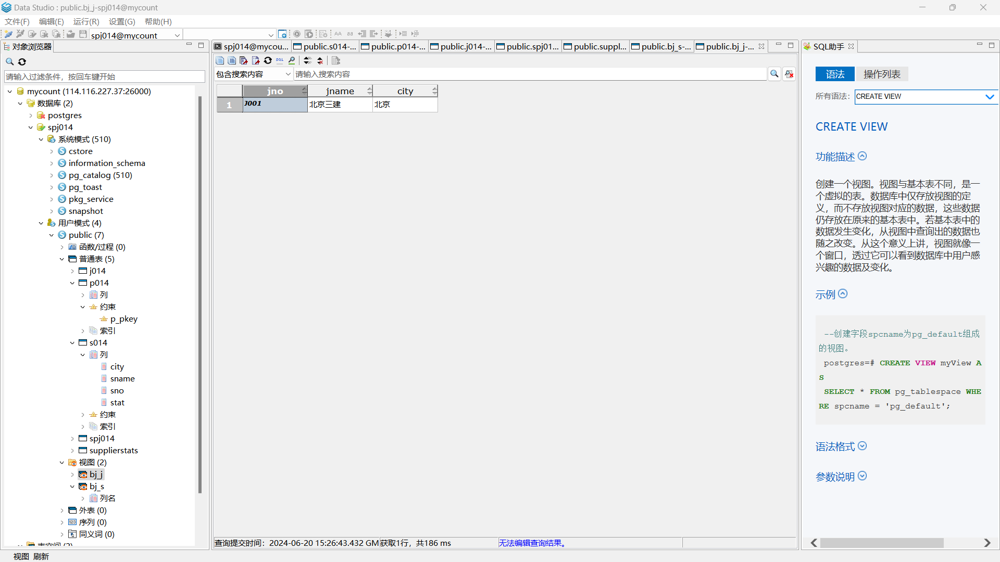 Data Studio : public.bj_j-spj014@mycount
文件(F) 编辑(E) 运行(R) 设置(G) 帮助(H)
spj014@mycount
AA aa
对象浏览器
请输入过滤条件，按回车键开始
mycount (114.116.227.37:26000)
数据库 (2)
postgres
spj014
系统模式 (510)
cstore
information_schema
pg_catalog (510)
pg_toast
pkg_service
snapshot
用户模式 (4)
public (7)
函数/过程 (0)
普通表 (5)
j014
p014
列
约束
p_pkey
索引
s014
列
city
sname
sno
stat
约束
索引
spj014
supplierstats
视图 (2)
bj_j
bj_s
列名
外表 (0)
序列 (0)
同义词 (0)
表空间 (2)
spj014@mycou... public.s014-... public.p014-... public.j014-... public.spj01... public.suppl... public.bj_s-... public.bj_j-...
SQL
包含搜索内容 请输入搜索内容
jno jname city
1 J001 北京三建 北京
查询提交时间：2024-06-20 15:26:43.432 GM 获取1行，共186 ms 无法编辑查询结果。
SQL助手
语法 操作列表
所有语法： CREATE VIEW
CREATE VIEW
功能描述
创建一个视图。视图与基本表不同，是一
个虚拟的表。数据库中仅存放视图的定
义，而不存放视图对应的数据，这些数据
仍存放在原来的基本表中。若基本表中的
数据发生变化，从视图中查询出的数据也
随之改变。从这个意义上讲，视图就像一
个窗口，透过它可以看到数据库中用户感
兴趣的数据及变化。
示例
--创建字段spcname为pg_default组成
的视图。
postgres=# CREATE VIEW myView A
S
SELECT * FROM pg_tablespace WHE
RE spcname = 'pg_default';
语法格式
参数说明
视图 刷新